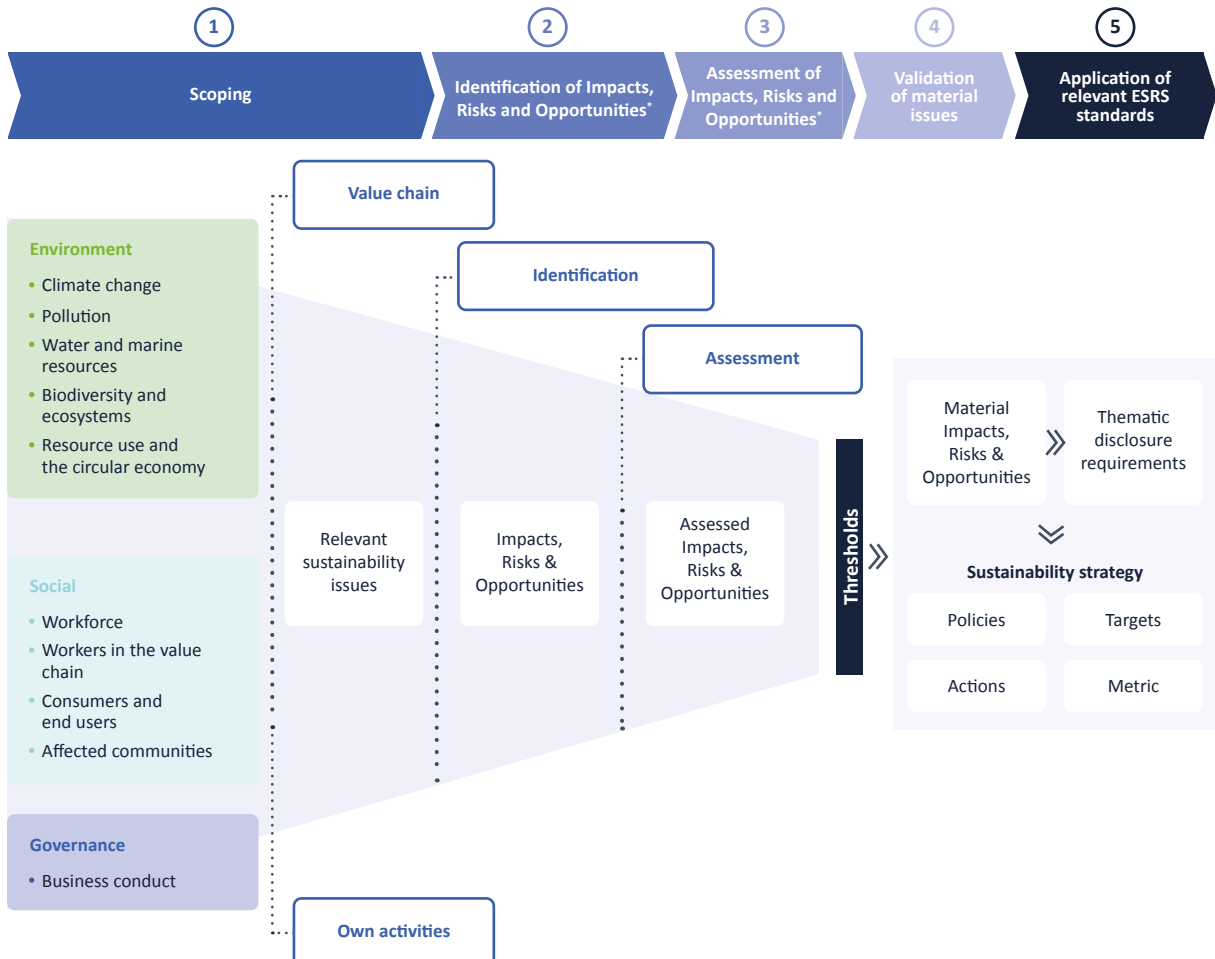 1
2
3
4
5
Scoping
Identification of Impacts,
Risks and Opportunities*
Assessment of
Impacts, Risks and
Opportunities*
Validation
of material
issues
Application of
relevant ESRS
standards
Value chain
Identification
Assessment
Environment
• Climate change
• Pollution
• Water and marine
resources
• Biodiversity and
ecosystems
• Resource use and
the circular economy
Social
• Workforce
• Workers in the value
chain
• Consumers and
end users
• Affected communities
Governance
• Business conduct
Relevant
sustainability
issues
Impacts,
Risks &
Opportunities
Assessed
Impacts,
Risks &
Opportunities
Thresholds
Material
Impacts,
Risks &
Opportunities
Thematic
disclosure
requirements
Sustainability strategy
Policies
Targets
Actions
Metric
Own activities